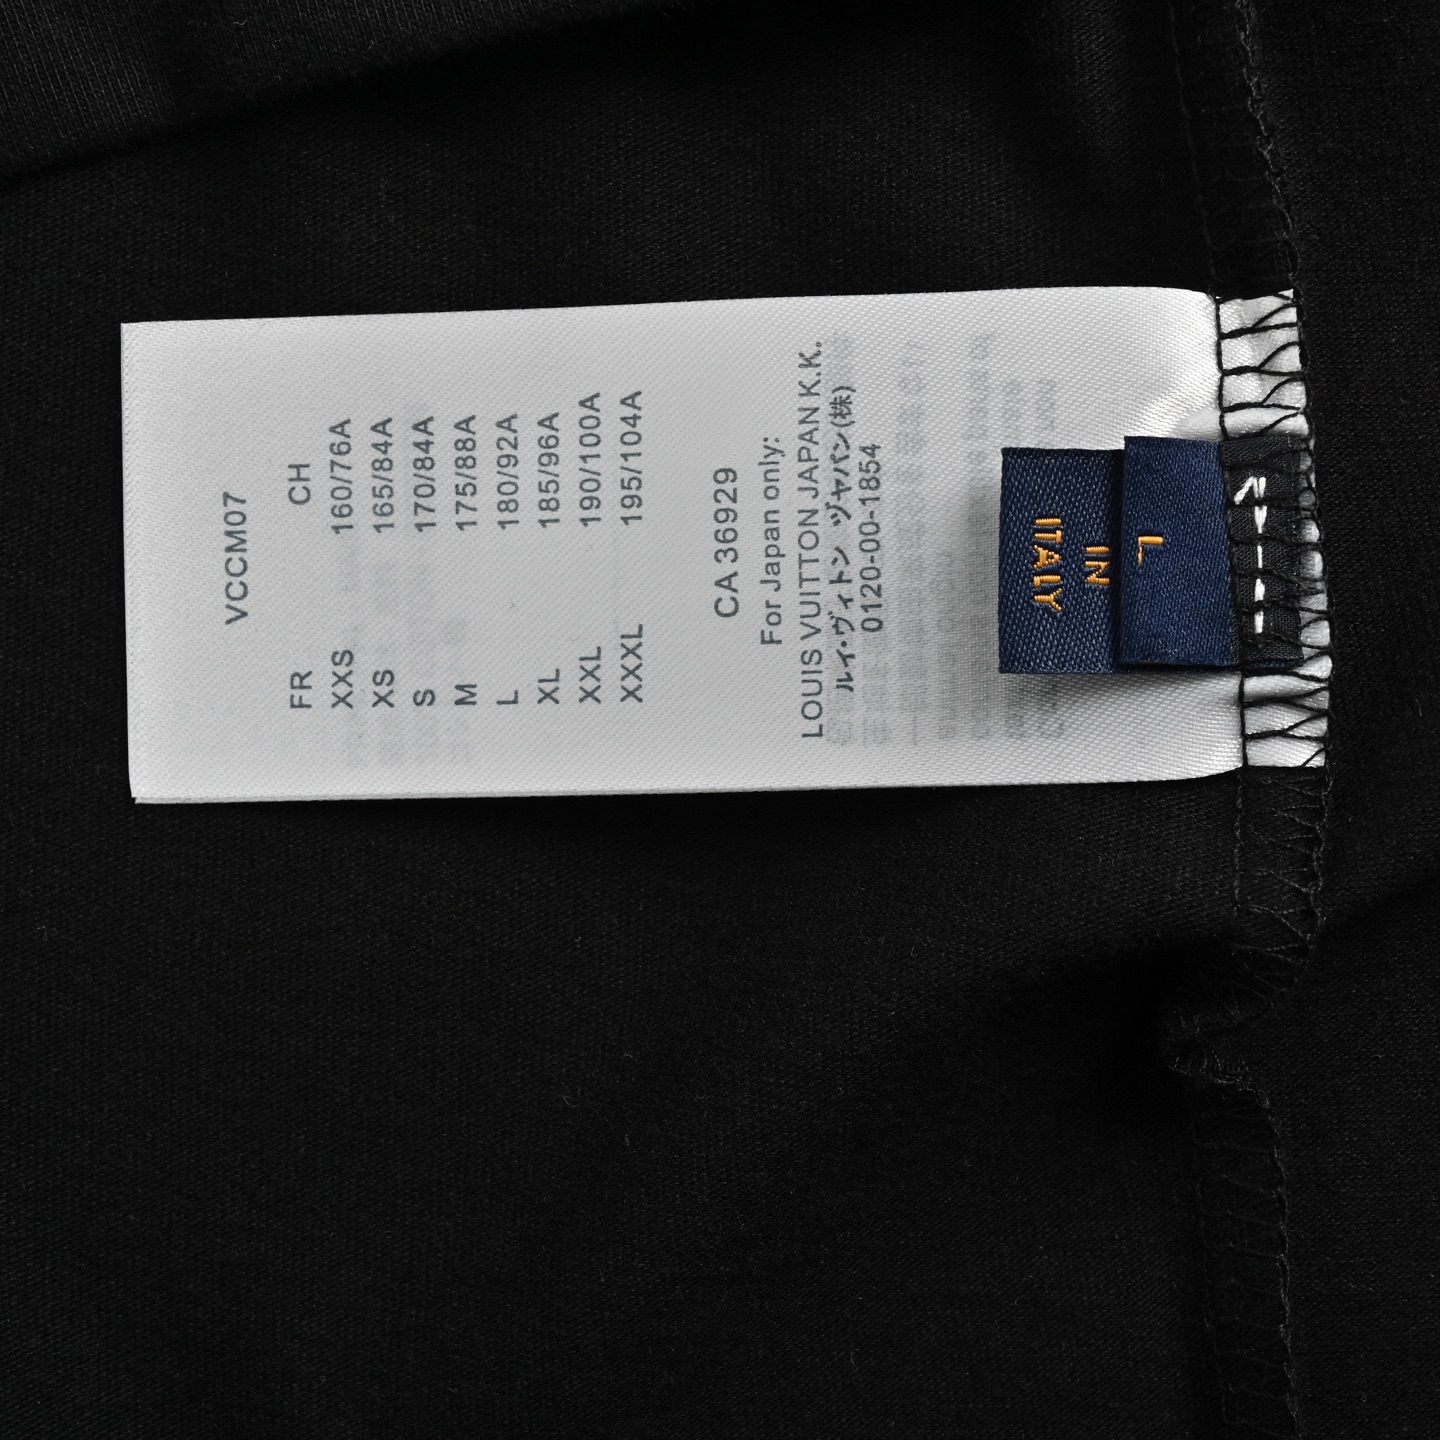 VCCM07
FR CH
XXS 160/76A
XS 165/84A
S 170/84A
M 175/88A
L 180/92A
XL 185/96A
XXL 190/100A
XXXL 195/104A
CA 36929
For Japan only:
LOUIS VUITTON JAPAN K.K.
ルイ・ヴィトン ヅャパン(株)
0120-00-1854
L
IN
ITALY